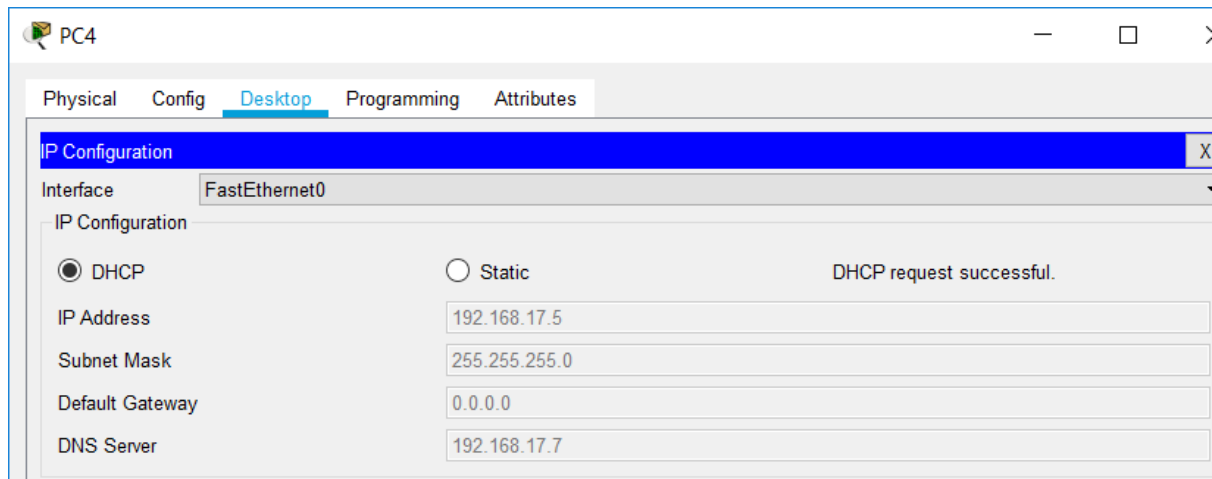 PC4
Physical Config Desktop Programming Attributes
IP Configuration X
Interface FastEthernet0
IP Configuration
DHCP Static DHCP request successful.
IP Address 192.168.17.5
Subnet Mask 255.255.255.0
Default Gateway 0.0.0.0
DNS Server 192.168.17.7